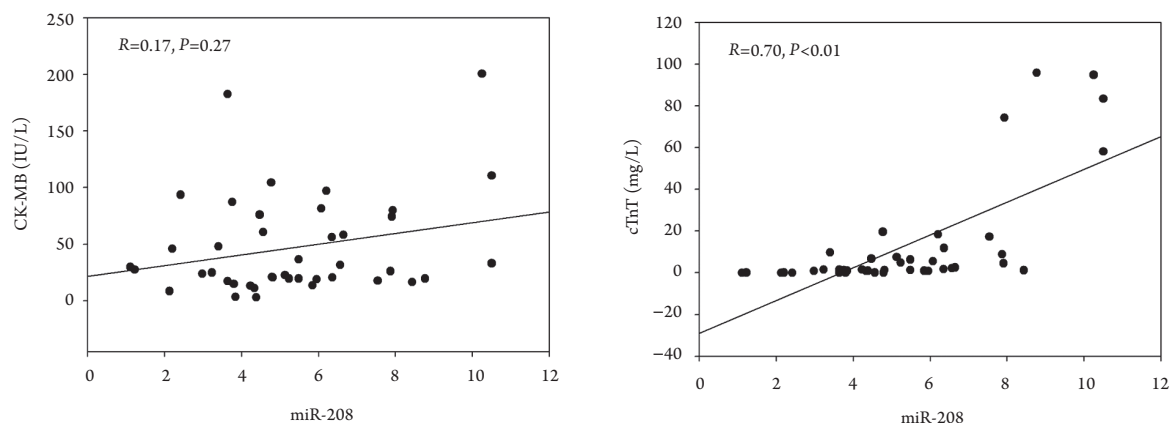 250
200
150
100
50
0
CK-MB (IU/L)
R=0.17, P=0.27
0 2 4 6 8 10 12
miR-208
120
100
80
60
40
20
0
−20
−40
cTnT (mg/L)
R=0.70, P<0.01
0 2 4 6 8 10 12
miR-208